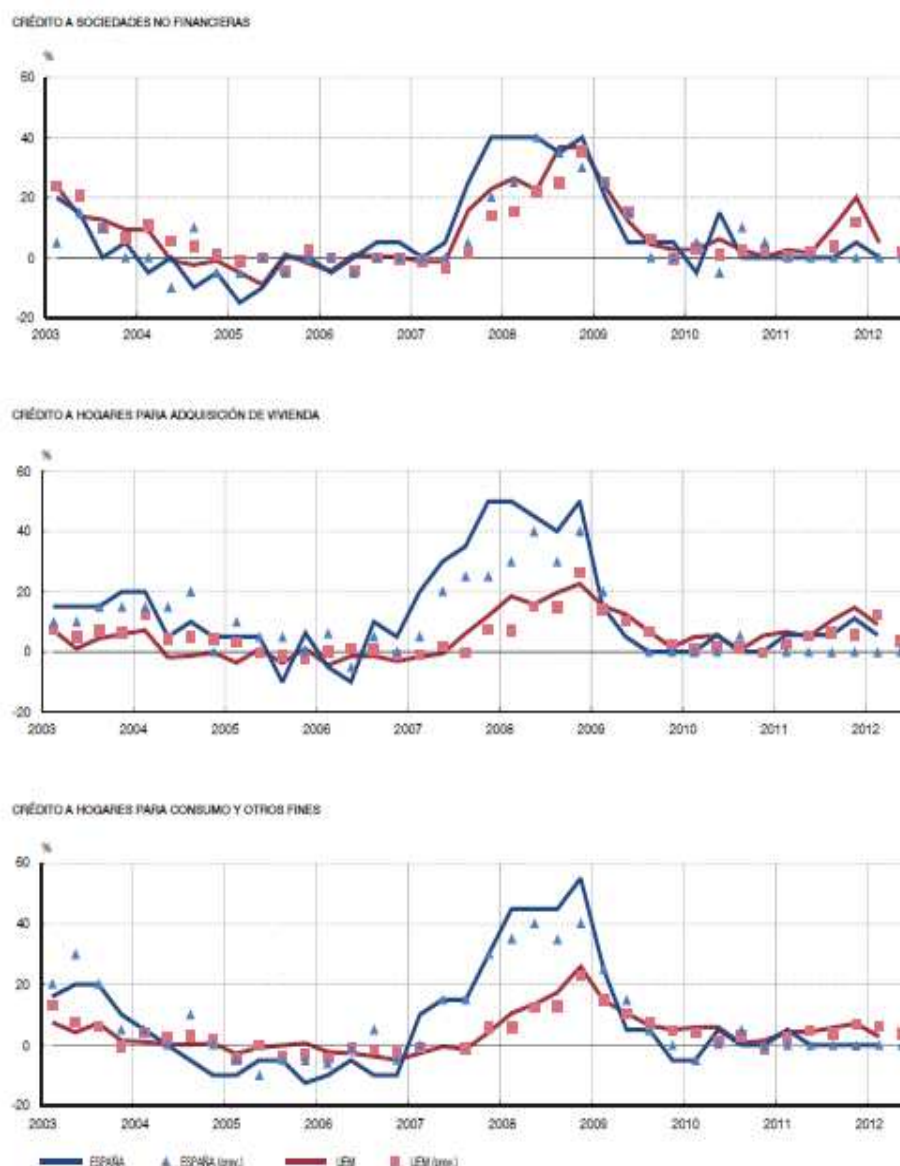 CRÉDITO A SOCIEDADES NO FINANCIERAS
%
60
40
20
0
-20
2003 2004 2005 2006 2007 2008 2009 2010 2011 2012
CRÉDITO A HOGARES PARA ADQUISICIÓN DE VIVIENDA
%
60
40
20
0
-20
2003 2004 2005 2006 2007 2008 2009 2010 2011 2012
CRÉDITO A HOGARES PARA CONSUMO Y OTROS FINES
%
60
40
20
0
-20
2003 2004 2005 2006 2007 2008 2009 2010 2011 2012
ESPAÑA ESPAÑA (prev.) UEM UEM (prev.)